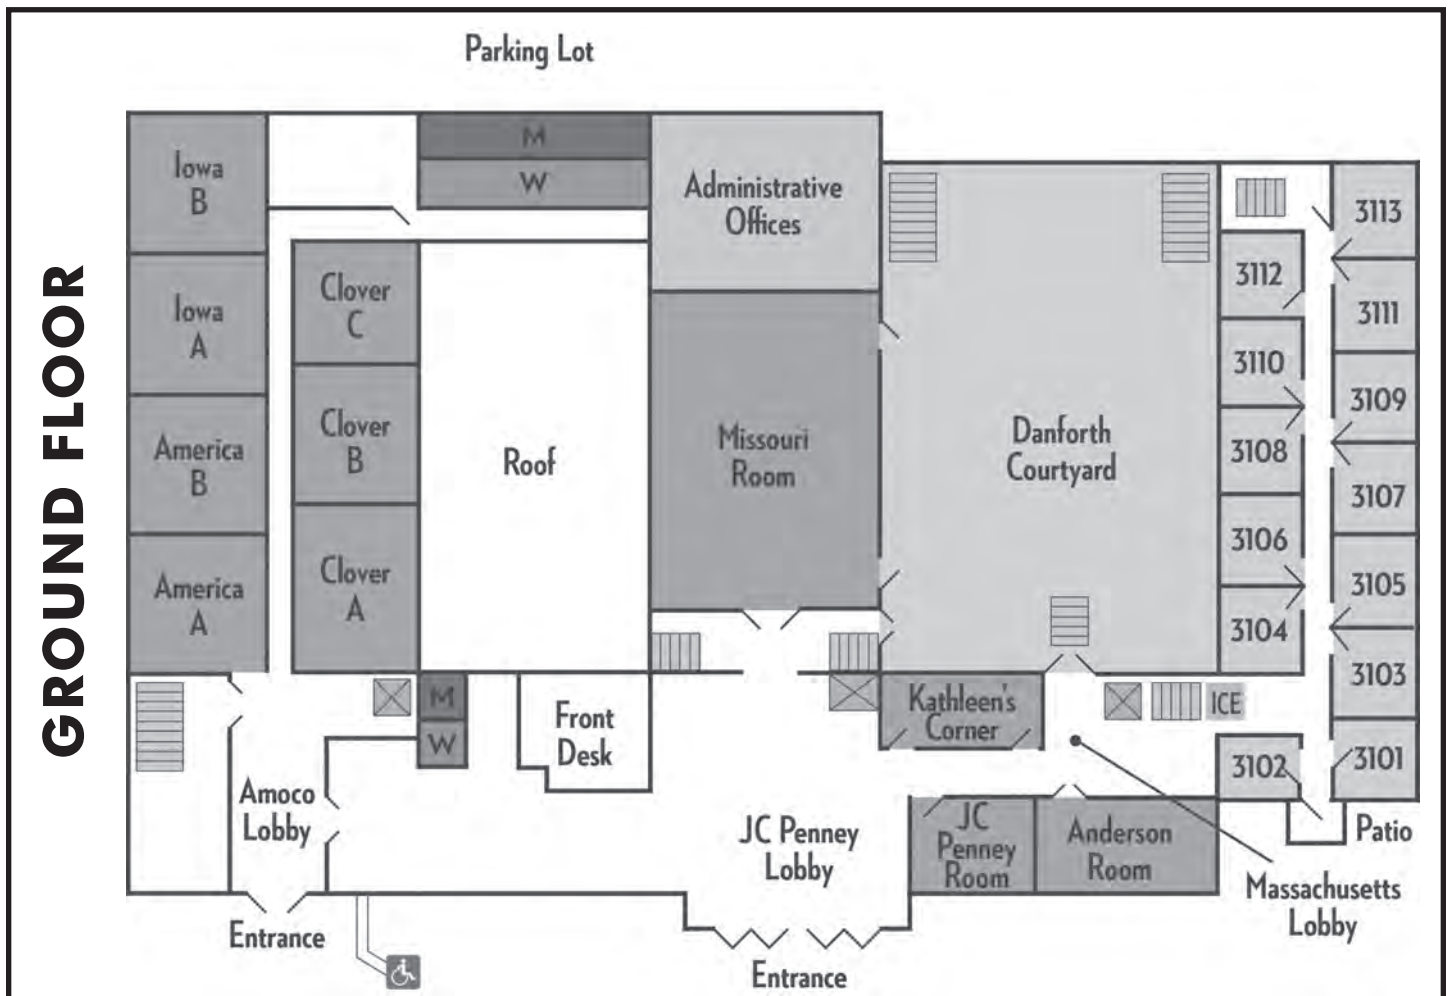 Parking Lot
GROUND FLOOR
Iowa
B
M
W
Administrative
Offices
3113
3112
Iowa
A
Clover
C
3111
3110
3109
America
B
Clover
B
Roof
Missouri
Room
Danforth
Courtyard
3108
3107
3106
America
A
Clover
A
3105
3104
3103
M
W
Front
Desk
Kathleen's
Corner
ICE
3102
3101
Amoco
Lobby
JC Penney
Lobby
JC
Penney
Room
Anderson
Room
Patio
Massachusetts
Lobby
Entrance
Entrance